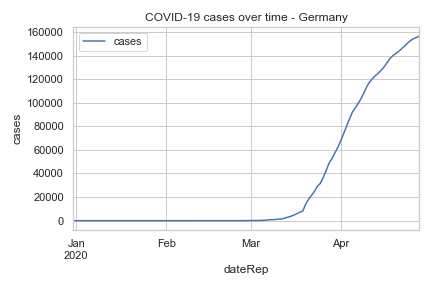 COVID-19 cases over time - Germany
cases
160000
140000
120000
100000
80000
60000
40000
20000
0
cases
Jan
2020
Feb
Mar
Apr
dateRep